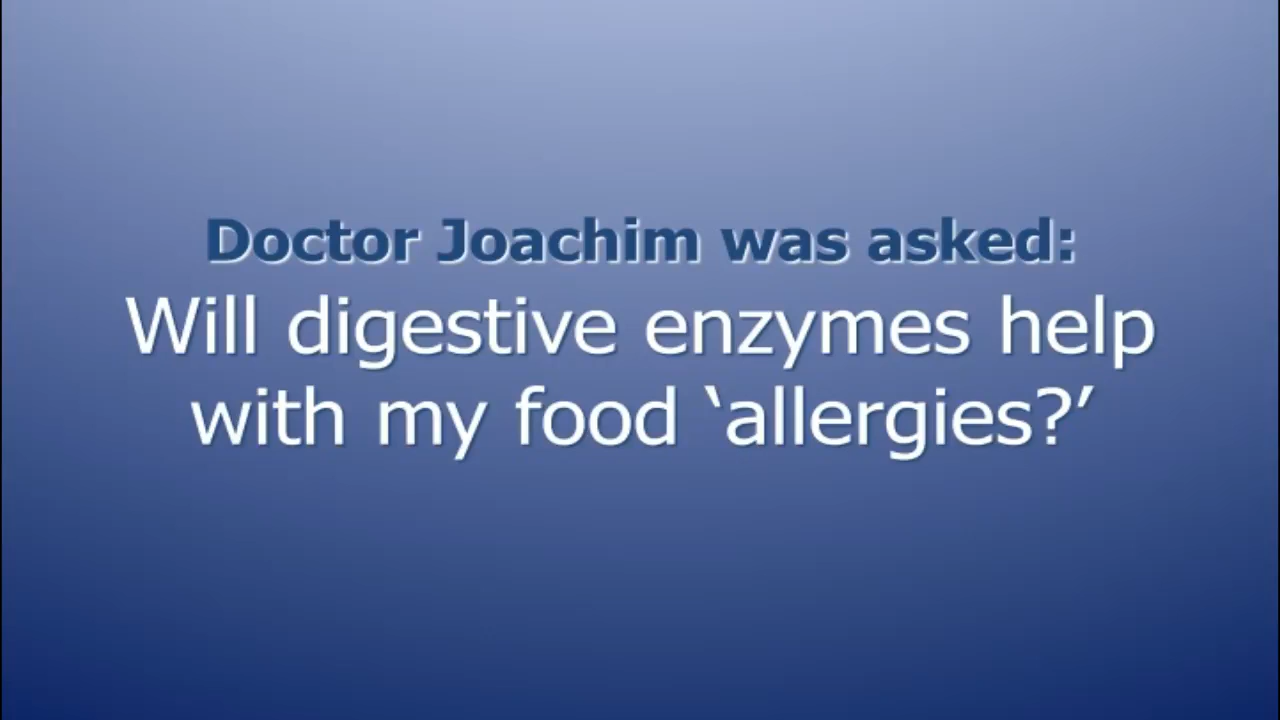 Doctor Joachim was asked:
Will digestive enzymes help
with my food ‘allergies?’